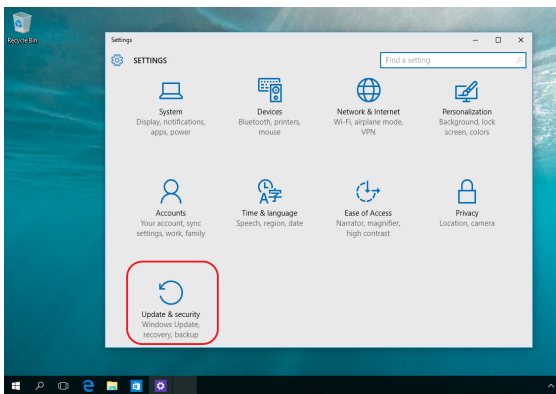 Recycle Bin
Settings
SETTINGS
Find a setting
System
Display, notifications,
apps, power
Devices
Bluetooth, printers,
mouse
Network & Internet
Wi-Fi, airplane mode,
VPN
Personalization
Background, lock
screen, colors
Accounts
Your account, sync
settings, work, family
A字
Time & language
Speech, region, date
Ease of Access
Narrator, magnifier,
high contrast
Privacy
Location, camera
Update & security
Windows Update,
recovery, backup